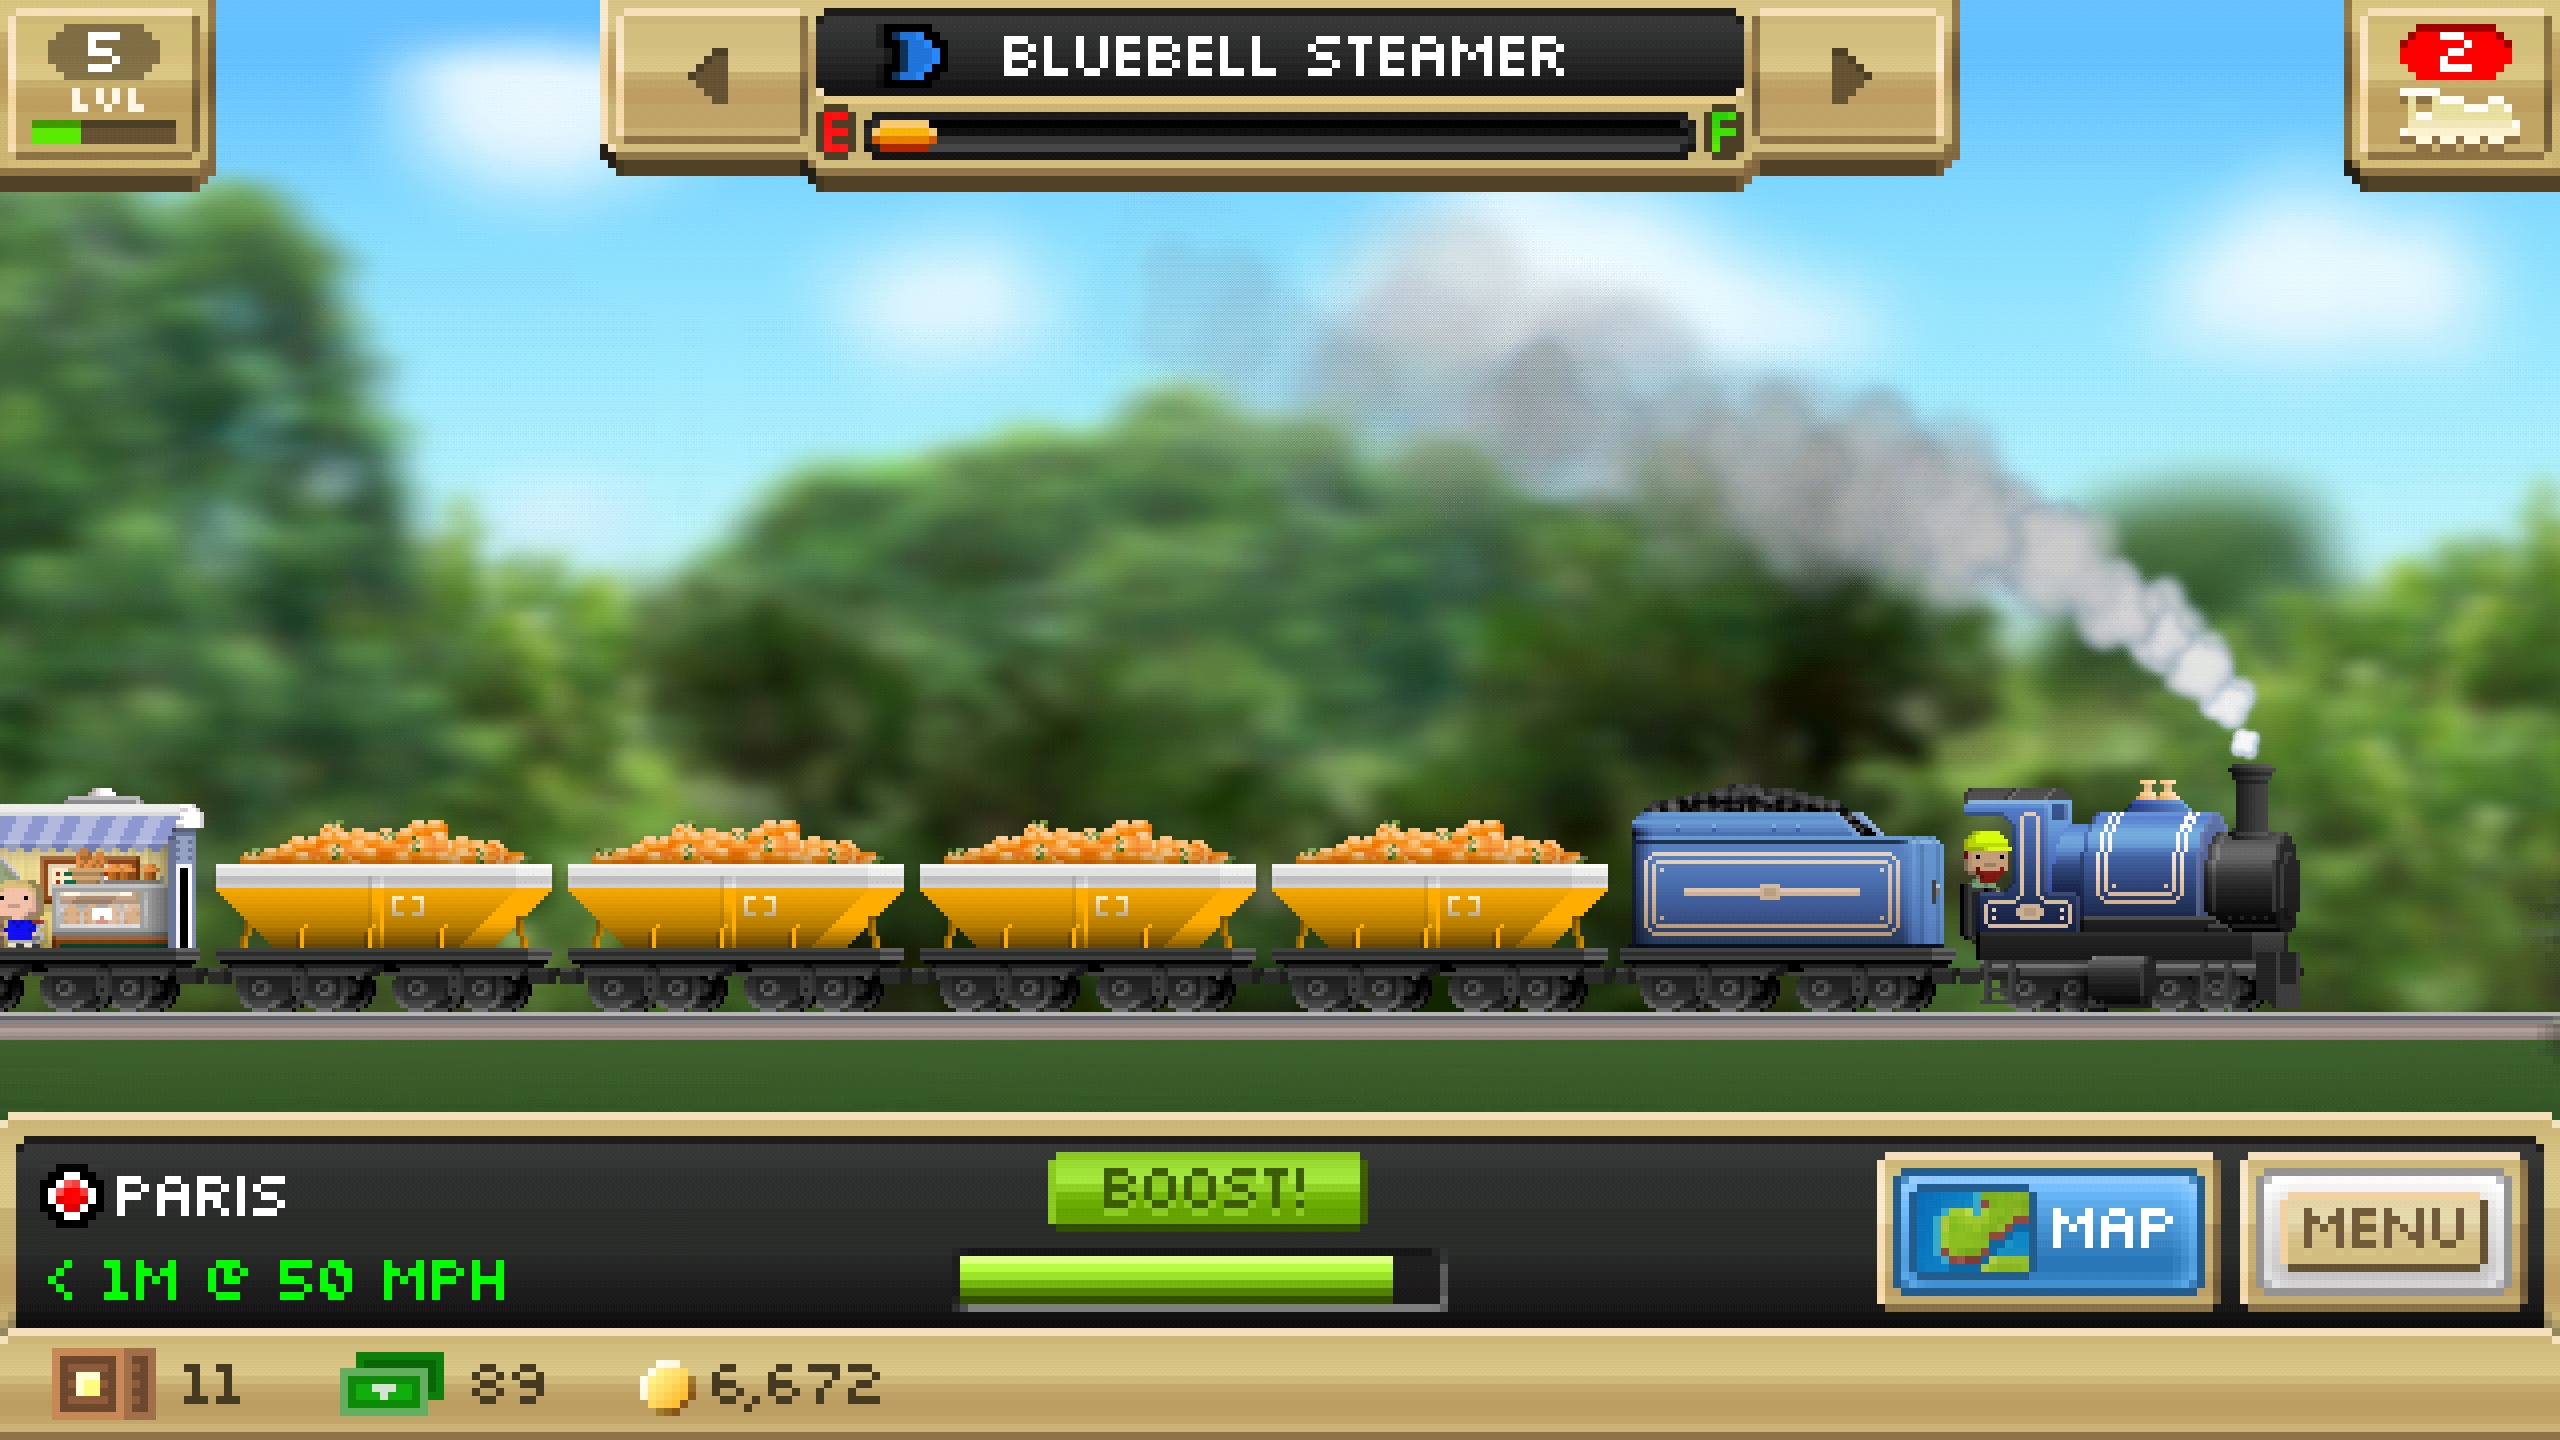 5
LVL
BLUEBELL STEAMER
E F
2
PARIS
< 1M @ 50 MPH
BOOST!
MAP
MENU
11
89
6,672